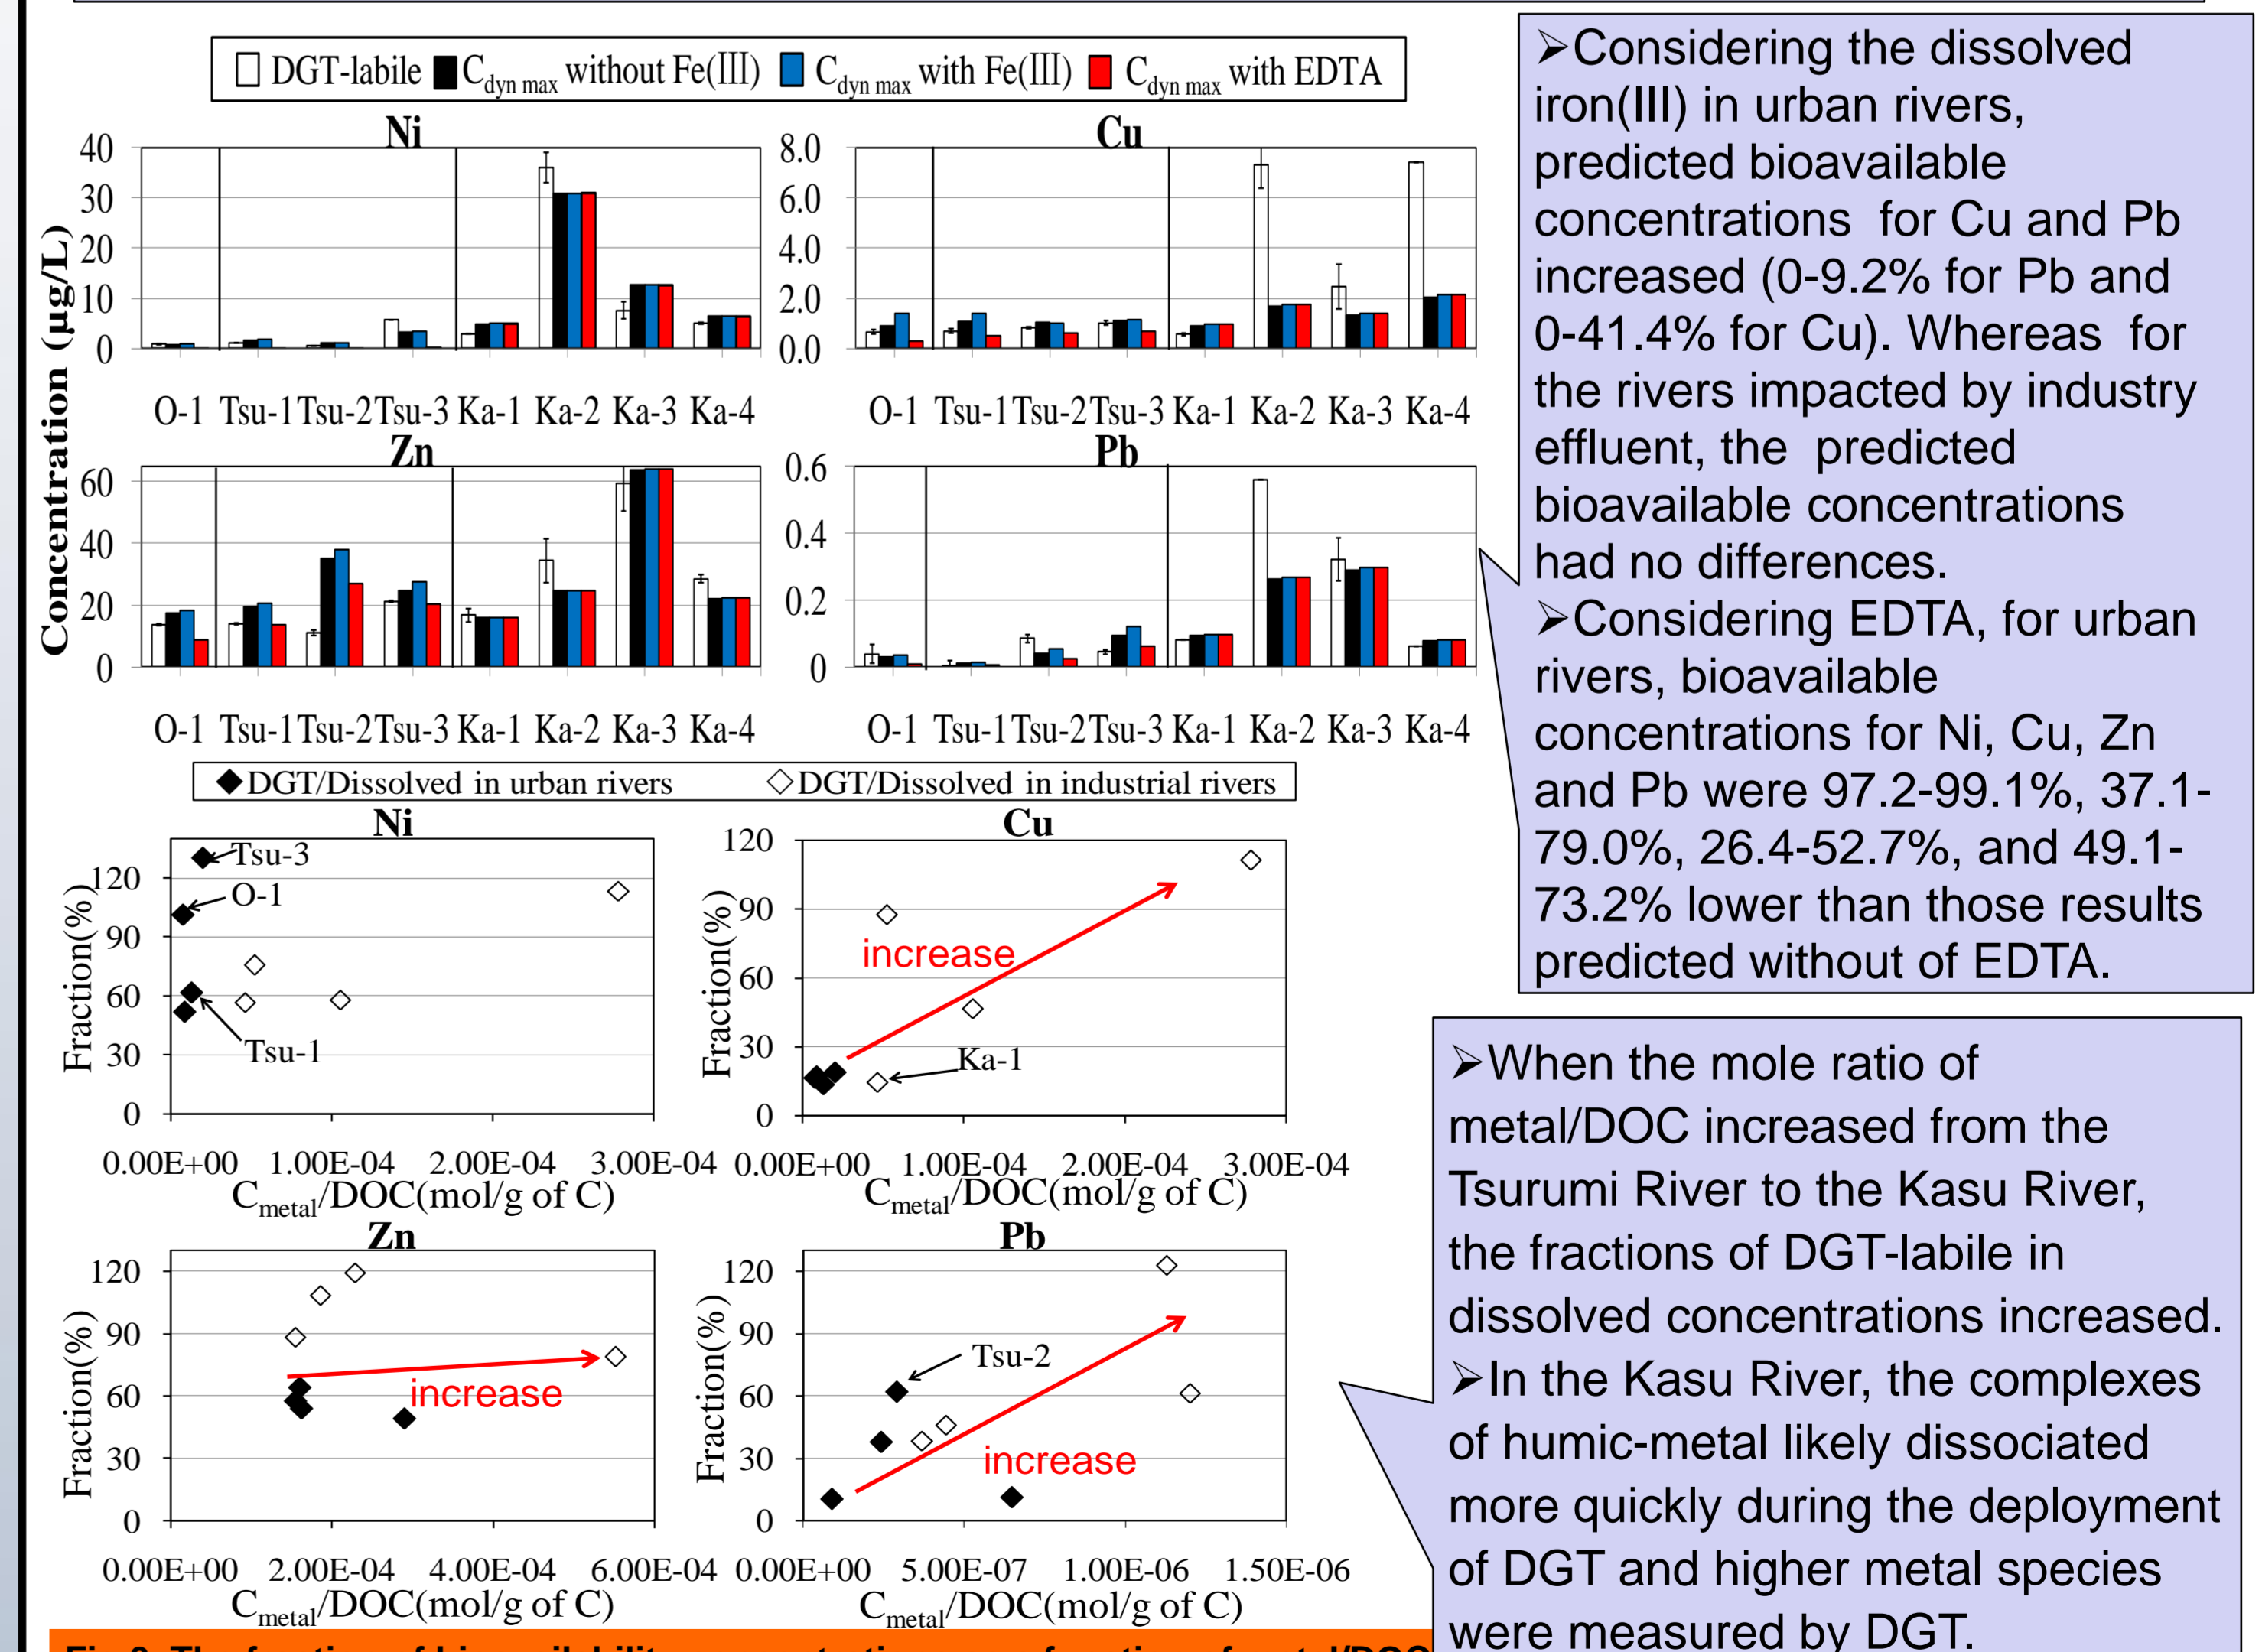 DGT-labile C_dyn max without Fe(III) C_dyn max with Fe(III) C_dyn max with EDTA
Concentration (µg/L)
Ni
40
30
20
10
0
O-1 Tsu-1 Tsu-2 Tsu-3 Ka-1 Ka-2 Ka-3 Ka-4
Cu
8.0
6.0
4.0
2.0
0.0
O-1 Tsu-1 Tsu-2 Tsu-3 Ka-1 Ka-2 Ka-3 Ka-4
Zn
60
40
20
0
O-1 Tsu-1 Tsu-2 Tsu-3 Ka-1 Ka-2 Ka-3 Ka-4
Pb
0.6
0.4
0.2
0
O-1 Tsu-1 Tsu-2 Tsu-3 Ka-1 Ka-2 Ka-3 Ka-4
➢Considering the dissolved
iron(III) in urban rivers,
predicted bioavailable
concentrations for Cu and Pb
increased (0-9.2% for Pb and
0-41.4% for Cu). Whereas for
the rivers impacted by industry
effluent, the predicted
bioavailable concentrations
had no differences.
➢Considering EDTA, for urban
rivers, bioavailable
concentrations for Ni, Cu, Zn
and Pb were 97.2-99.1%, 37.1-
79.0%, 26.4-52.7%, and 49.1-
73.2% lower than those results
predicted without of EDTA.
◆DGT/Dissolved in urban rivers ◇DGT/Dissolved in industrial rivers
Ni
Fraction(%)
120
90
60
30
0
Tsu-3
O-1
Tsu-1
0.00E+00 1.00E-04 2.00E-04 3.00E-04
C_metal/DOC(mol/g of C)
Cu
Fraction(%)
120
90
60
30
0
increase
Ka-1
0.00E+00 1.00E-04 2.00E-04 3.00E-04
C_metal/DOC(mol/g of C)
Zn
Fraction(%)
120
90
60
30
0
increase
0.00E+00 2.00E-04 4.00E-04 6.00E-04
C_metal/DOC(mol/g of C)
Pb
Fraction(%)
120
90
60
30
0
Tsu-2
increase
0.00E+00 5.00E-07 1.00E-06 1.50E-06
C_metal/DOC(mol/g of C)
➢When the mole ratio of
metal/DOC increased from the
Tsurumi River to the Kasu River,
the fractions of DGT-labile in
dissolved concentrations increased.
➢In the Kasu River, the complexes
of humic-metal likely dissociated
more quickly during the deployment
of DGT and higher metal species
were measured by DGT.